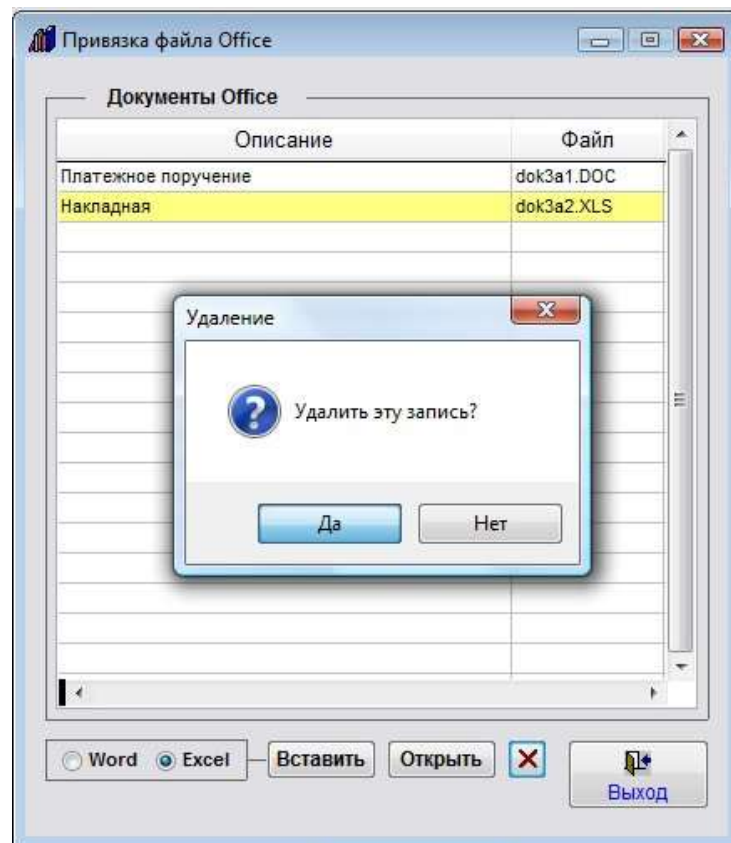 Привязка файла Office
Документы Office
Описание Файл
Платежное поручение dok3a1.DOC
Накладная dok3a2.XLS
Удаление
Удалить эту запись?
Да Нет
Word Excel Вставить Открыть
Выход